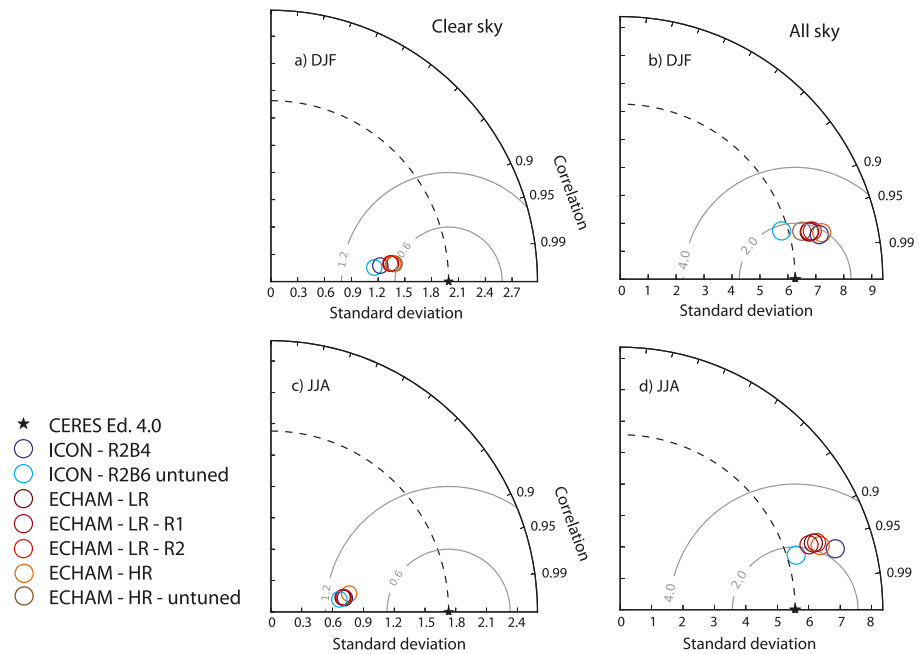 Clear sky
All sky
a) DJF
0.9
0.95
0.99
Correlation
1.2
0.6
0 0.3 0.6 0.9 1.2 1.5 1.8 2.1 2.4 2.7
Standard deviation
b) DJF
0.9
0.95
0.99
4.0
2.0
0 1 2 3 4 5 6 7 8 9
Standard deviation
c) JJA
0.9
0.95
0.99
Correlation
1.2
0.6
0 0.3 0.6 0.9 1.2 1.5 1.8 2.1 2.4
Standard deviation
d) JJA
0.9
0.95
0.99
4.0
2.0
0 1 2 3 4 5 6 7 8
Standard deviation
CERES Ed. 4.0
ICON - R2B4
ICON - R2B6 untuned
ECHAM - LR
ECHAM - LR - R1
ECHAM - LR - R2
ECHAM - HR
ECHAM - HR - untuned